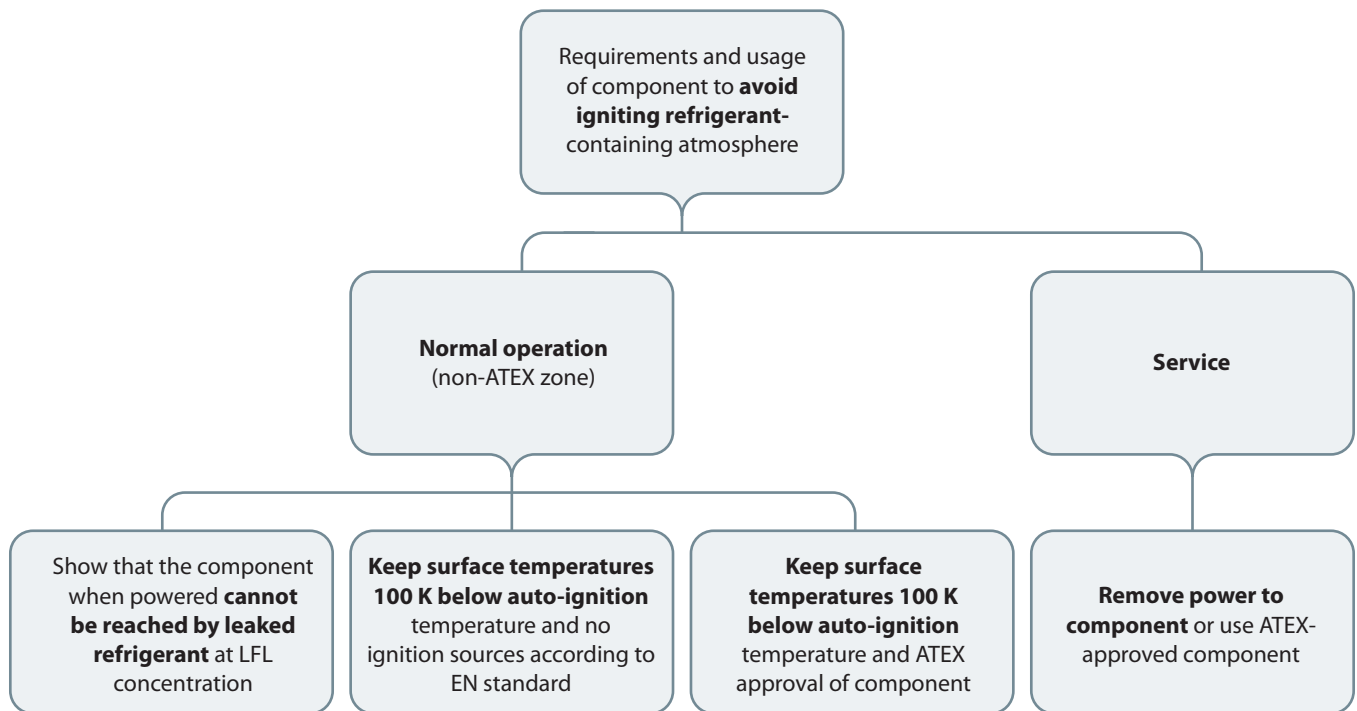 Requirements and usage
of component to avoid
igniting refrigerant-
containing atmosphere
Normal operation
(non-ATEX zone)
Service
Show that the component
when powered cannot
be reached by leaked
refrigerant at LFL
concentration
Keep surface temperatures
100 K below auto-ignition
temperature and no
ignition sources according to
EN standard
Keep surface
temperatures 100 K
below auto-ignition
temperature and ATEX
approval of component
Remove power to
component or use ATEX-
approved component